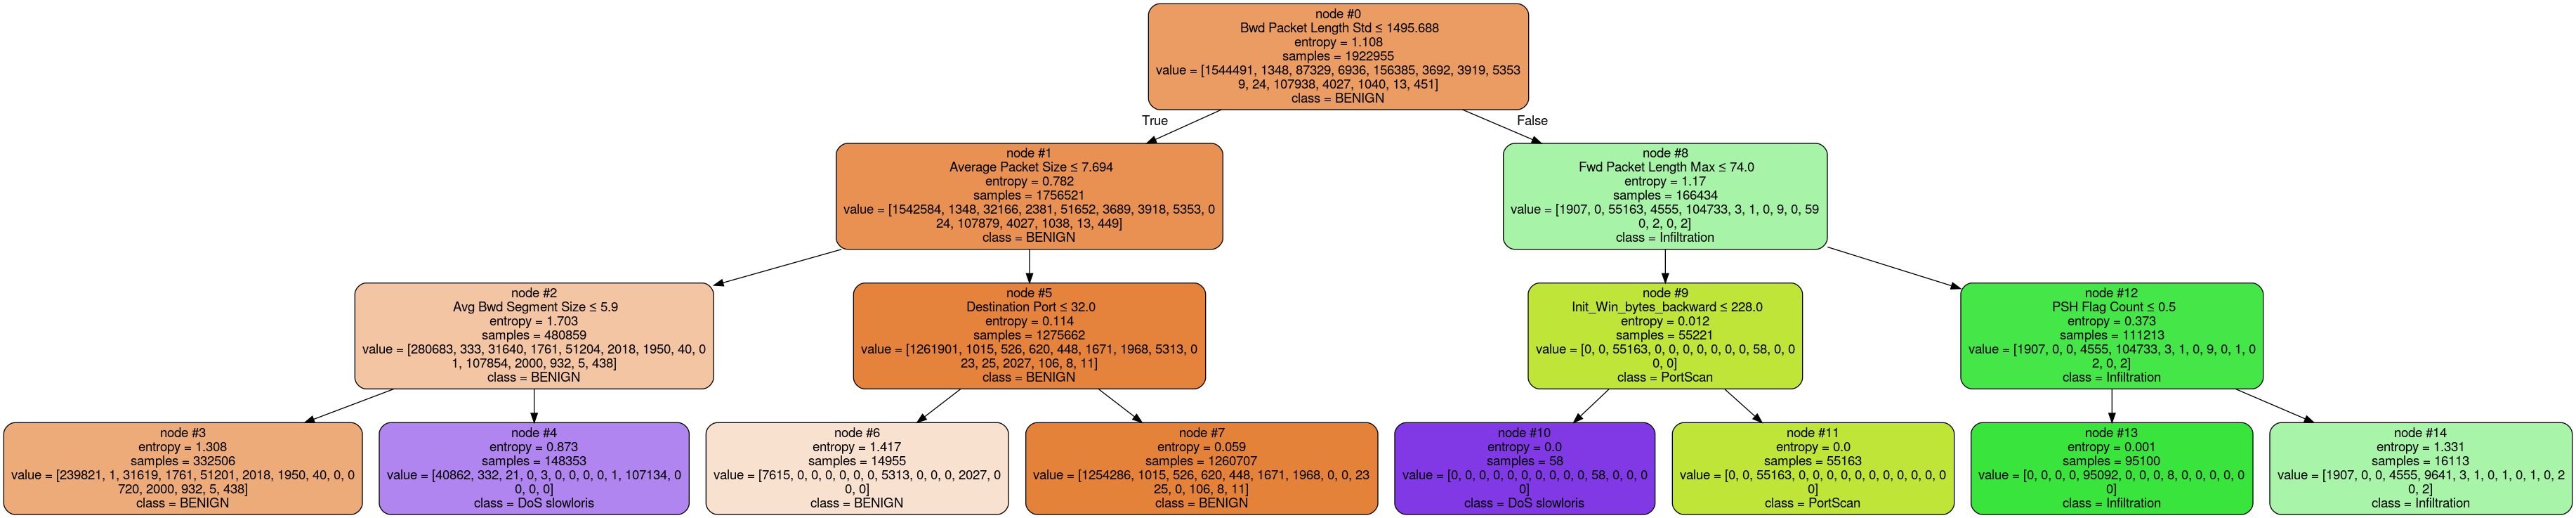 node #0
Bwd Packet Length Std ≤ 1495.688
entropy = 1.108
samples = 1922955
value = [1544491, 1348, 87329, 6936, 156385, 3692, 3919, 5353
9, 24, 107938, 4027, 1040, 13, 451]
class = BENIGN
True
False
node #1
Average Packet Size ≤ 7.694
entropy = 0.782
samples = 1756521
value = [1542584, 1348, 32166, 2381, 51652, 3689, 3918, 5353, 0
24, 107879, 4027, 1038, 13, 449]
class = BENIGN
node #8
Fwd Packet Length Max ≤ 74.0
entropy = 1.17
samples = 166434
value = [1907, 0, 55163, 4555, 104733, 3, 1, 0, 9, 0, 59
0, 2, 0, 2]
class = Infiltration
node #2
Avg Bwd Segment Size ≤ 5.9
entropy = 1.703
samples = 480859
value = [280683, 333, 31640, 1761, 51204, 2018, 1950, 40, 0
1, 107854, 2000, 932, 5, 438]
class = BENIGN
node #5
Destination Port ≤ 32.0
entropy = 0.114
samples = 1275662
value = [1261901, 1015, 526, 620, 448, 1671, 1968, 5313, 0
23, 25, 2027, 106, 8, 11]
class = BENIGN
node #9
Init_Win_bytes_backward ≤ 228.0
entropy = 0.012
samples = 55221
value = [0, 0, 55163, 0, 0, 0, 0, 0, 0, 0, 58, 0, 0
0, 0]
class = PortScan
node #12
PSH Flag Count ≤ 0.5
entropy = 0.373
samples = 111213
value = [1907, 0, 0, 4555, 104733, 3, 1, 0, 9, 0, 1, 0
2, 0, 2]
class = Infiltration
node #3
entropy = 1.308
samples = 332506
value = [239821, 1, 31619, 1761, 51201, 2018, 1950, 40, 0, 0
720, 2000, 932, 5, 438]
class = BENIGN
node #4
entropy = 0.873
samples = 148353
value = [40862, 332, 21, 0, 3, 0, 0, 0, 0, 1, 107134, 0
0, 0, 0]
class = DoS slowloris
node #6
entropy = 1.417
samples = 14955
value = [7615, 0, 0, 0, 0, 0, 0, 5313, 0, 0, 0, 2027, 0
0, 0]
class = BENIGN
node #7
entropy = 0.059
samples = 1260707
value = [1254286, 1015, 526, 620, 448, 1671, 1968, 0, 0, 23
25, 0, 106, 8, 11]
class = BENIGN
node #10
entropy = 0.0
samples = 58
value = [0, 0, 0, 0, 0, 0, 0, 0, 0, 0, 58, 0, 0, 0
0]
class = DoS slowloris
node #11
entropy = 0.0
samples = 55163
value = [0, 0, 55163, 0, 0, 0, 0, 0, 0, 0, 0, 0, 0, 0
0]
class = PortScan
node #13
entropy = 0.001
samples = 95100
value = [0, 0, 0, 0, 95092, 0, 0, 0, 8, 0, 0, 0, 0, 0
0]
class = Infiltration
node #14
entropy = 1.331
samples = 16113
value = [1907, 0, 0, 4555, 9641, 3, 1, 0, 1, 0, 1, 0, 2
0, 2]
class = Infiltration